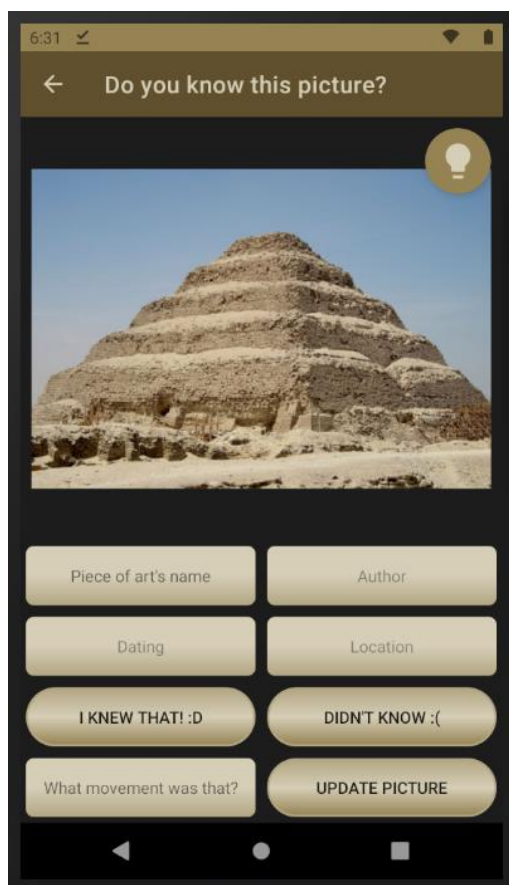 6:31
Do you know this picture?
Piece of art's name
Author
Dating
Location
I KNEW THAT! :D
DIDN'T KNOW :(
What movement was that?
UPDATE PICTURE